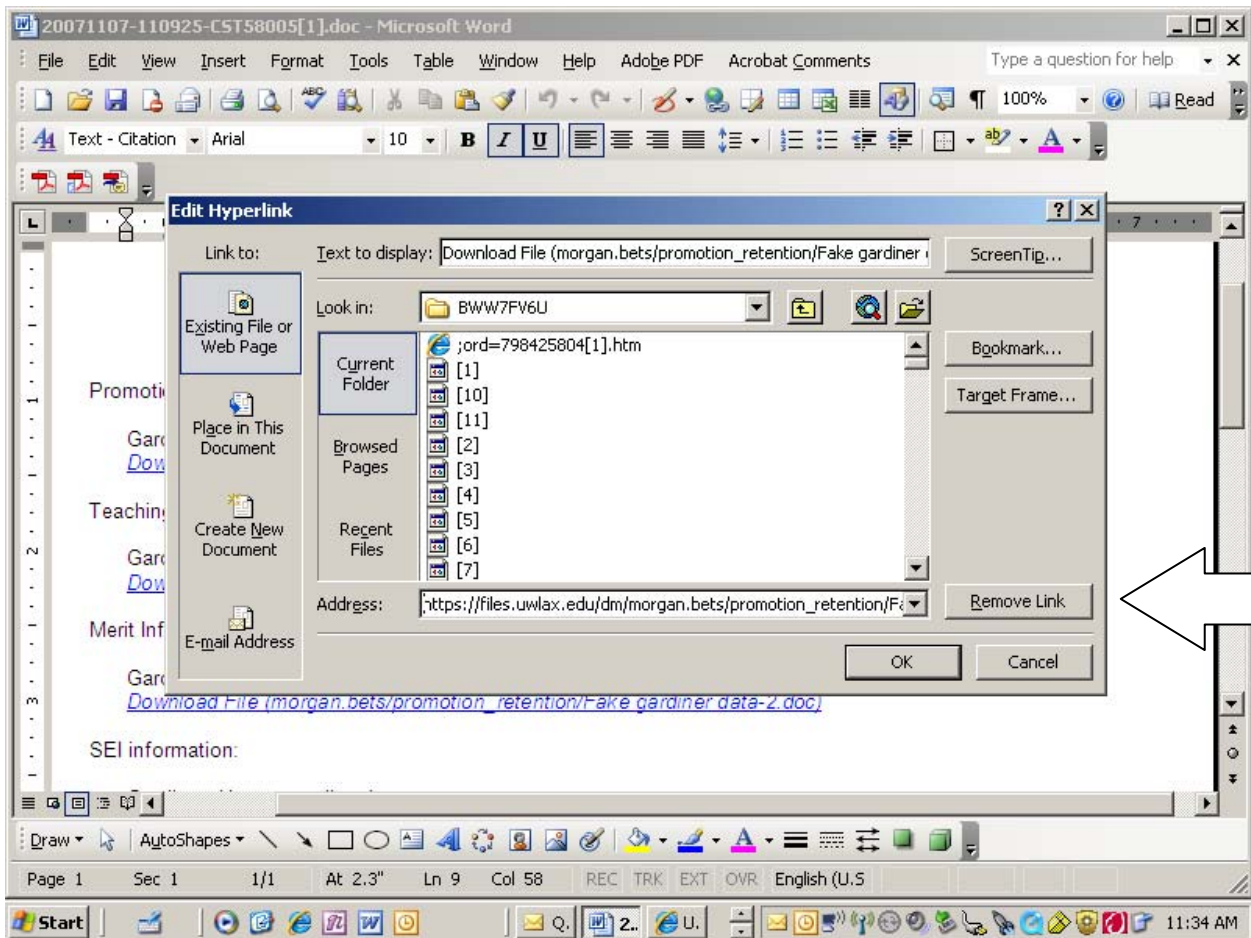 20071107-110925-CST58005[1].doc - Microsoft Word
File Edit View Insert Format Tools Table Window Help Adobe PDF Acrobat Comments Type a question for help
100% Read
Text - Citation Arial 10 B I U
Edit Hyperlink
Link to: Text to display: Download File (morgan.bets/promotion_retention/Fake gardiner ScreenTip...
Existing File or Web Page
Look in: BWW7FV6U
Current Folder
;ord=798425804[1].htm Bookmark...
[1]
[10] Target Frame...
[11]
[2]
[3]
[4]
[5]
[6]
[7]
Place in This Document
Browsed Pages
Create New Document
Recent Files
E-mail Address
Address: https://files.uwlax.edu/dm/morgan.bets/promotion_retention/Fa Remove Link
OK Cancel
Promoti
Gard
Dow
Teaching
Gard
Dow
Merit Inf
Gard
Download File (morgan.bets/promotion_retention/Fake gardiner data-2.doc)
SEI information:
Draw AutoShapes
Page 1 Sec 1 1/1 At 2.3" Ln 9 Col 58 REC TRK EXT OVR English (U.S
Start Q. 2.. U. 11:34 AM